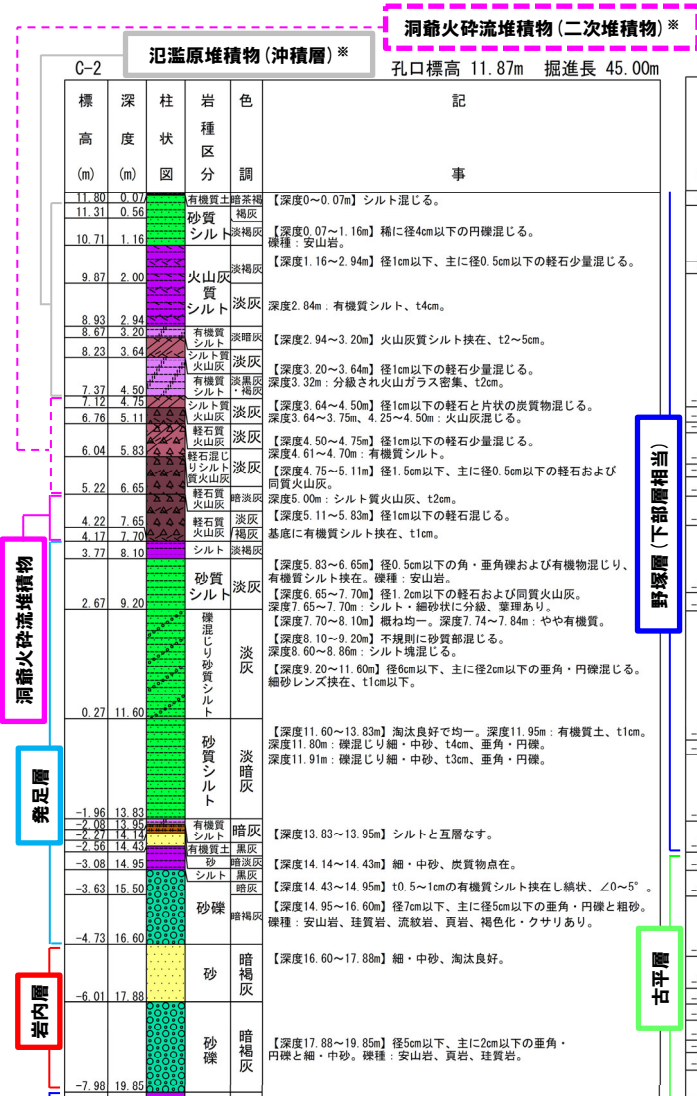 洞爺火砕流堆積物(二次堆積物)※
氾濫原堆積物(沖積層)※
C-2
孔口標高 11.87m 掘進長 45.00m
標高(m)
深度(m)
柱状図
岩種区分
色調
記事
11.80 0.07 有機質土 暗茶褐
【深度0～0.07m】シルト混じる。
11.31 0.56 褐灰
砂質シルト
10.71 1.16 淡褐灰
【深度0.07～1.16m】稀に径4cm以下の円礫混じる。
礫種：安山岩。
9.87 2.00 淡褐灰
【深度1.16～2.94m】径1cm以下、主に径0.5cm以下の軽石少量混じる。
火山灰質シルト
8.93 2.94 淡灰
深度2.84m：有機質シルト、t4cm。
8.67 3.20 有機質シルト 淡暗灰
【深度2.94～3.20m】火山灰質シルト挟在、t2～5cm。
8.23 3.64 シルト質火山灰 淡灰
【深度3.20～3.64m】径1cm以下の軽石少量混じる。
深度3.32m：分級され火山ガラス密集、t2cm。
7.37 4.50 有機質シルト 淡黒灰・褐灰
【深度3.64～4.50m】径1cm以下の軽石と片状の炭質物混じる。
深度3.64～3.75m、4.25～4.50m：火山灰混じる。
7.12 4.75 シルト質火山灰 淡灰
【深度4.50～4.75m】径1cm以下の軽石少量混じる。
深度4.61～4.70m：有機質シルト。
6.76 5.11 軽石質火山灰 淡灰
【深度4.75～5.11m】径1.5cm以下、主に径0.5cm以下の軽石および
同質火山灰。
深度5.00m：シルト質火山灰、t2cm。
6.04 5.83 軽石混じりシルト質火山灰 淡灰
【深度5.11～5.83m】径1cm以下の軽石混じる。
基底に有機質シルト挟在、t1cm。
5.22 6.65 軽石質火山灰 暗淡灰
【深度5.83～6.65m】径0.5cm以下の角・亜角礫および有機物混じり、
有機質シルト挟在。礫種：安山岩。
4.22 7.65 軽石質火山灰 淡灰
4.17 7.70 褐灰
【深度6.65～7.70m】径1.2cm以下の軽石および同質火山灰。
深度7.65～7.70m：シルト・細砂状に分級、葉理あり。
3.77 8.10 シルト 淡褐灰
【深度7.70～8.10m】概ね均一。深度7.74～7.84m：やや有機質。
2.67 9.20 砂質シルト 淡灰
【深度8.10～9.20m】不規則に砂質部混じる。
深度8.60～8.86m：シルト塊混じる。
0.27 11.60 礫混じり砂質シルト 淡灰
【深度9.20～11.60m】径6cm以下、主に径2cm以下の亜角・円礫混じる。
細砂レンズ挟在、t1cm以下。
-1.96 13.83 砂質シルト 淡暗灰
【深度11.60～13.83m】淘汰良好で均一。深度11.95m：有機質土、t1cm。
深度11.80m：礫混じり細・中砂、t4cm、亜角・円礫。
深度11.91m：礫混じり細・中砂、t3cm、亜角・円礫。
-2.08 13.95 有機質シルト 暗灰
【深度13.83～13.95m】シルトと互層なす。
-2.27 14.14 有機質土 黒灰
-2.56 14.43 砂 暗淡灰
【深度14.14～14.43m】細・中砂、炭質物点在。
-3.08 14.95 シルト 黒灰
【深度14.43～14.95m】t0.5～1cmの有機質シルト挟在し縞状、∠0～5°。
-3.63 15.50 暗灰
砂礫
-4.73 16.60 暗褐灰
【深度14.95～16.60m】径7cm以下、主に径5cm以下の亜角・円礫と粗砂。
礫種：安山岩、珪質岩、流紋岩、頁岩、褐色化・クサリあり。
-6.01 17.88 砂 暗褐灰
【深度16.60～17.88m】細・中砂、淘汰良好。
-7.98 19.85 砂礫 暗褐灰
【深度17.88～19.85m】径5cm以下、主に2cm以下の亜角・
円礫と細・中砂。礫種：安山岩、頁岩、珪質岩。
洞爺火砕流堆積物
発足層
岩内層
野塚層(下部層相当)
古平層